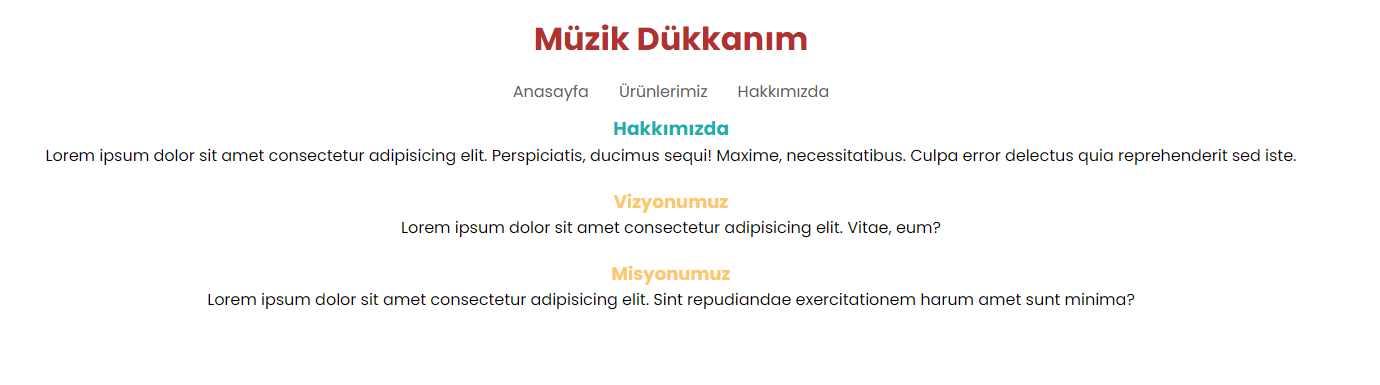 Müzik Dükkanım
Anasayfa Ürünlerimiz Hakkımızda
Hakkımızda
Lorem ipsum dolor sit amet consectetur adipisicing elit. Perspiciatis, ducimus sequi! Maxime, necessitatibus. Culpa error delectus quia reprehenderit sed iste.
Vizyonumuz
Lorem ipsum dolor sit amet consectetur adipisicing elit. Vitae, eum?
Misyonumuz
Lorem ipsum dolor sit amet consectetur adipisicing elit. Sint repudiandae exercitationem harum amet sunt minima?